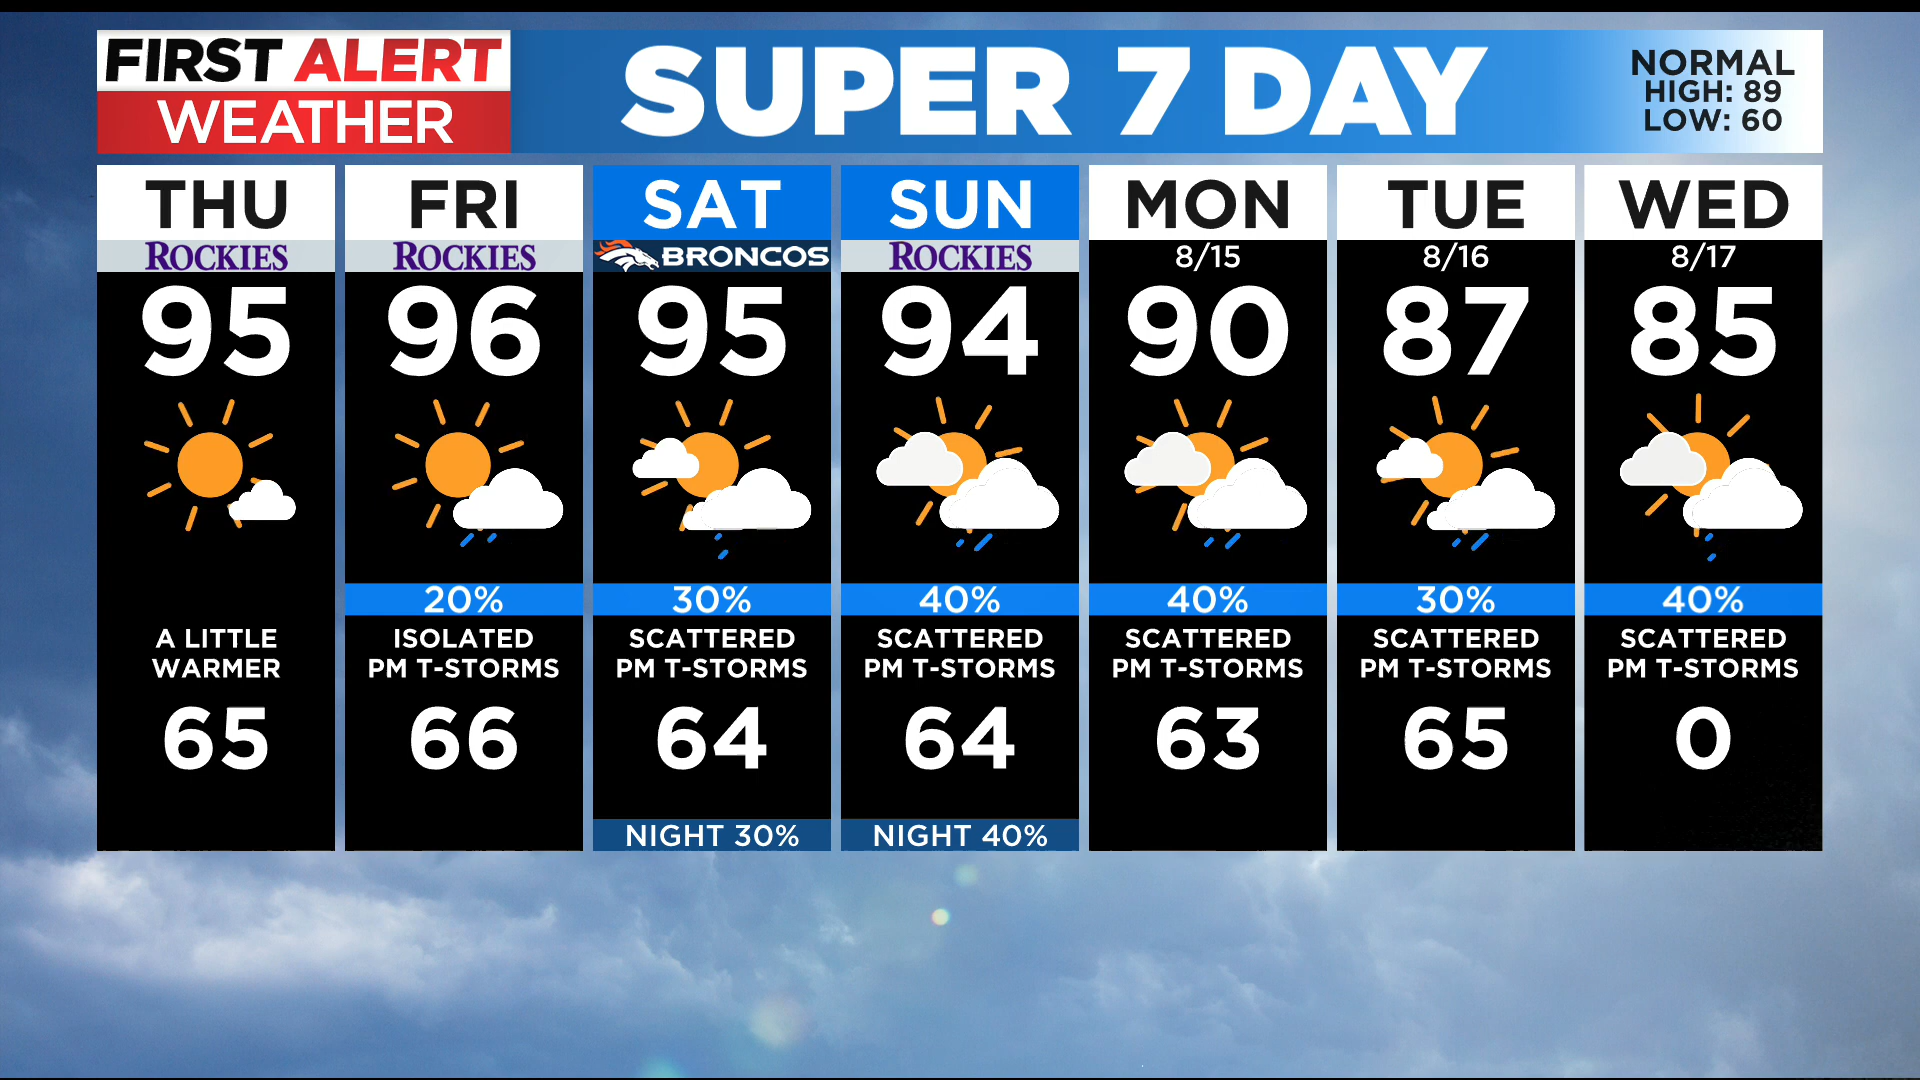 FIRST ALERT
WEATHER
SUPER 7 DAY
NORMAL
HIGH: 89
LOW: 60
THU
ROCKIES
95
A LITTLE
WARMER
65
FRI
ROCKIES
96
20%
ISOLATED
PM T-STORMS
66
SAT
BRONCOS
95
30%
SCATTERED
PM T-STORMS
64
NIGHT 30%
SUN
ROCKIES
94
40%
SCATTERED
PM T-STORMS
64
NIGHT 40%
MON
8/15
90
40%
SCATTERED
PM T-STORMS
63
TUE
8/16
87
30%
SCATTERED
PM T-STORMS
65
WED
8/17
85
40%
SCATTERED
PM T-STORMS
0